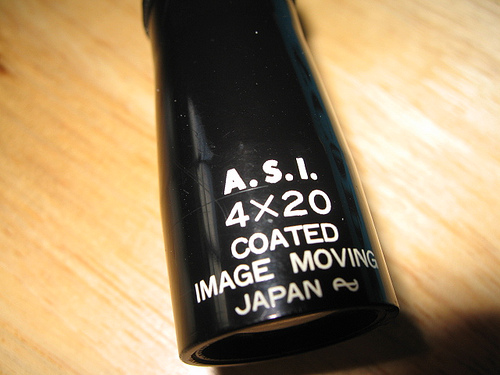 A.S.I.
4×20
COATED
IMAGE MOVING
JAPAN